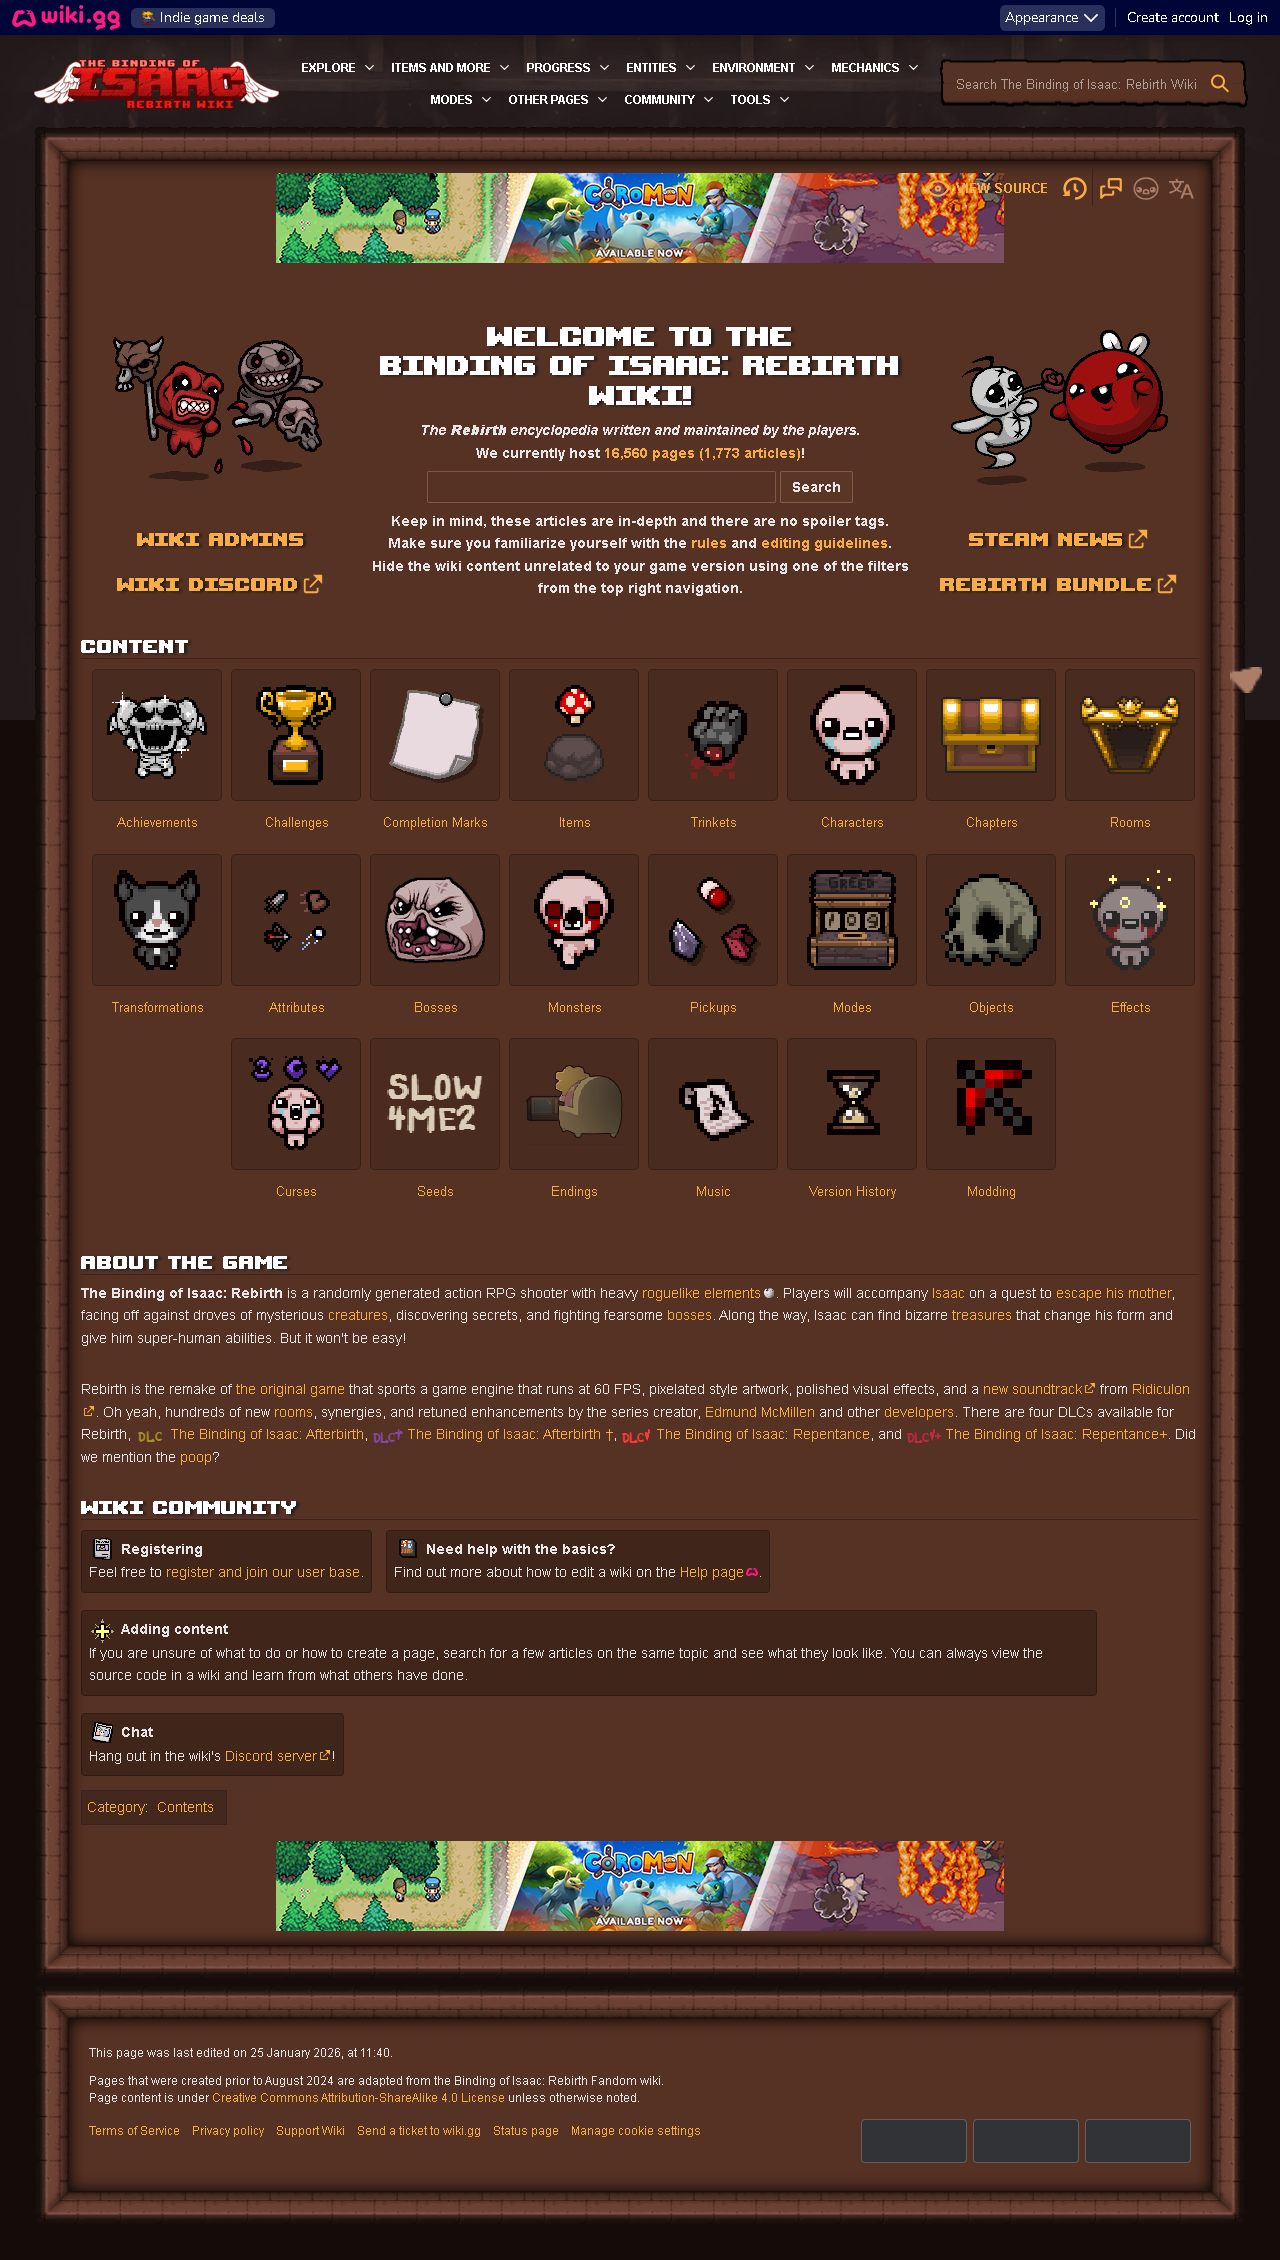 wiki.gg
Indie game deals
Appearance
Create account
Log in
THE BINDING OF
ISAAC
REBIRTH WIKI
EXPLORE
ITEMS AND MORE
PROGRESS
ENTITIES
ENVIRONMENT
MECHANICS
MODES
OTHER PAGES
COMMUNITY
TOOLS
Search The Binding of Isaac: Rebirth Wiki
COROMON
AVAILABLE NOW
VIEW SOURCE
WELCOME TO THE
BINDING OF ISAAC: REBIRTH
WIKI!
The Rebirth encyclopedia written and maintained by the players.
We currently host 16,560 pages (1,773 articles)!
Search
Keep in mind, these articles are in-depth and there are no spoiler tags.
Make sure you familiarize yourself with the rules and editing guidelines.
Hide the wiki content unrelated to your game version using one of the filters
from the top right navigation.
WIKI ADMINS
WIKI DISCORD
STEAM NEWS
REBIRTH BUNDLE
CONTENT
Achievements
Challenges
Completion Marks
Items
Trinkets
Characters
Chapters
Rooms
GREED
109
Transformations
Attributes
Bosses
Monsters
Pickups
Modes
Objects
Effects
SLOW
4ME2
Curses
Seeds
Endings
Music
Version History
Modding
ABOUT THE GAME
The Binding of Isaac: Rebirth is a randomly generated action RPG shooter with heavy roguelike elements. Players will accompany Isaac on a quest to escape his mother,
facing off against droves of mysterious creatures, discovering secrets, and fighting fearsome bosses. Along the way, Isaac can find bizarre treasures that change his form and
give him super-human abilities. But it won't be easy!
Rebirth is the remake of the original game that sports a game engine that runs at 60 FPS, pixelated style artwork, polished visual effects, and a new soundtrack from Ridiculon
. Oh yeah, hundreds of new rooms, synergies, and retuned enhancements by the series creator, Edmund McMillen and other developers. There are four DLCs available for
Rebirth, DLC The Binding of Isaac: Afterbirth, DLC† The Binding of Isaac: Afterbirth †, DLC The Binding of Isaac: Repentance, and DLC+ The Binding of Isaac: Repentance+. Did
we mention the poop?
WIKI COMMUNITY
Registering
Feel free to register and join our user base.
Need help with the basics?
Find out more about how to edit a wiki on the Help page.
Adding content
If you are unsure of what to do or how to create a page, search for a few articles on the same topic and see what they look like. You can always view the
source code in a wiki and learn from what others have done.
Chat
Hang out in the wiki's Discord server!
Category: Contents
COROMON
AVAILABLE NOW
This page was last edited on 25 January 2026, at 11:40.
Pages that were created prior to August 2024 are adapted from the Binding of Isaac: Rebirth Fandom wiki.
Page content is under Creative Commons Attribution-ShareAlike 4.0 License unless otherwise noted.
Terms of Service
Privacy policy
Support Wiki
Send a ticket to wiki.gg
Status page
Manage cookie settings